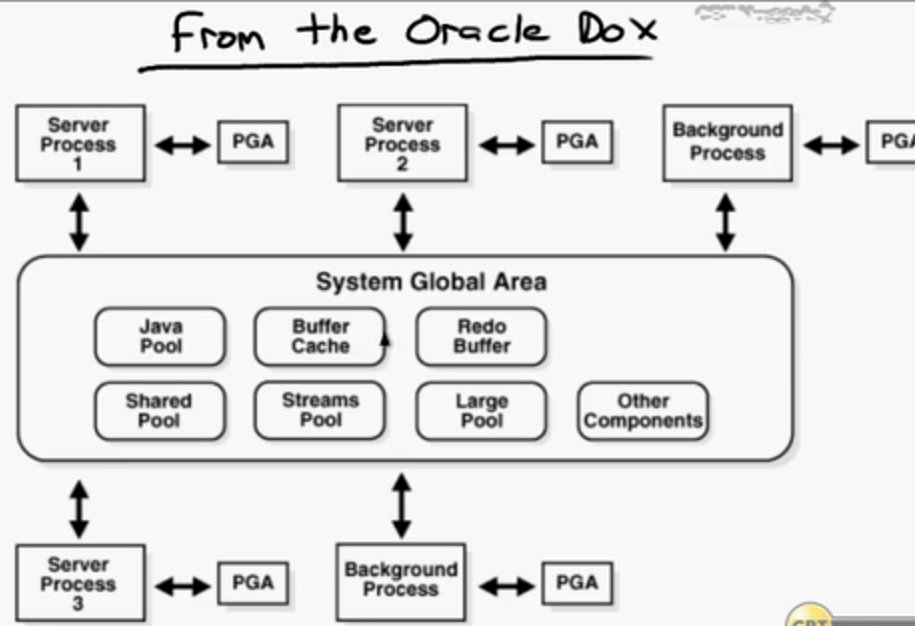 From the Oracle Dox
Server
Process
1
PGA
Server
Process
2
PGA
Background
Process
PGA
System Global Area
Java
Pool
Buffer
Cache
Redo
Buffer
Shared
Pool
Streams
Pool
Large
Pool
Other
Components
Server
Process
3
PGA
Background
Process
PGA